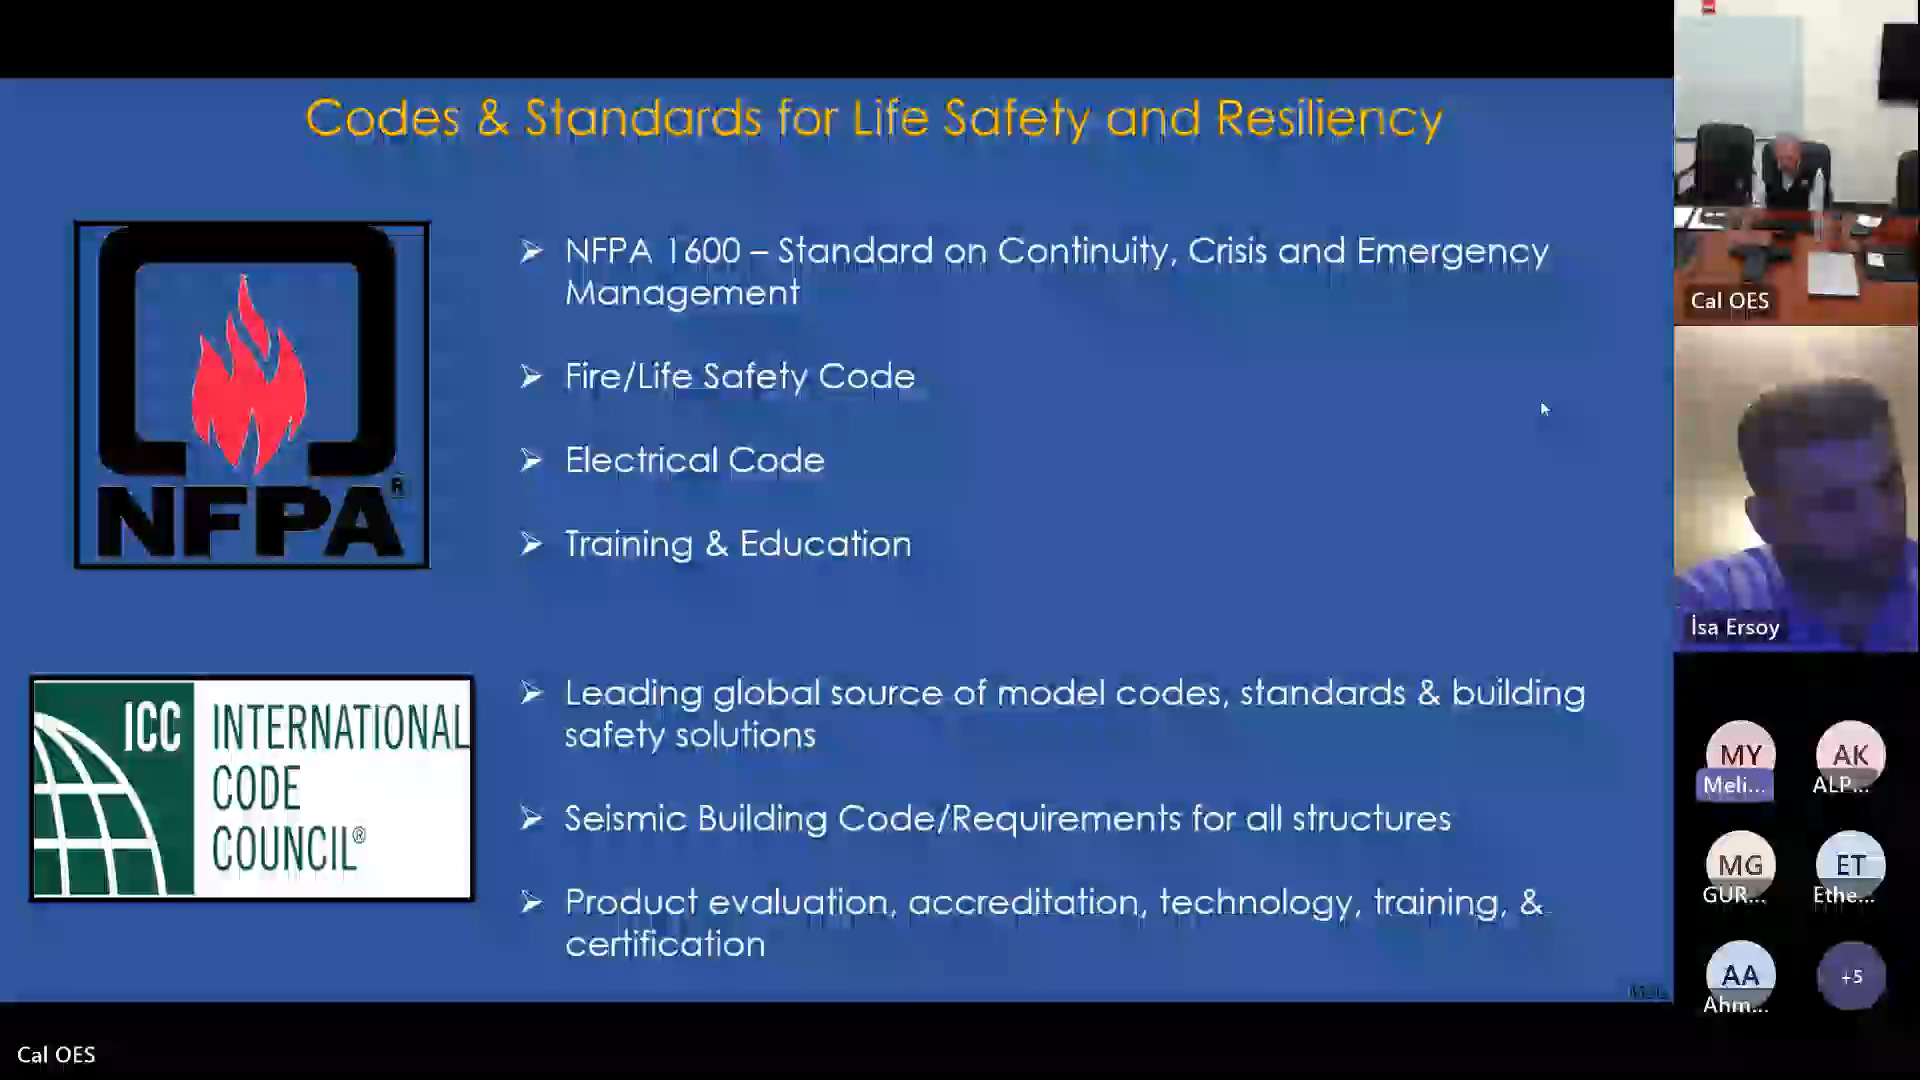 Codes & Standards for Life Safety and Resiliency
NFPA®
➢ NFPA 1600 – Standard on Continuity, Crisis and Emergency
Management
➢ Fire/Life Safety Code
➢ Electrical Code
➢ Training & Education
ICC INTERNATIONAL
CODE
COUNCIL®
➢ Leading global source of model codes, standards & building
safety solutions
➢ Seismic Building Code/Requirements for all structures
➢ Product evaluation, accreditation, technology, training, &
certification
Cal OES
Cal OES
İsa Ersoy
MY
Meli...
AK
ALP...
MG
GUR...
ET
Ethe...
AA
Ahm...
+5